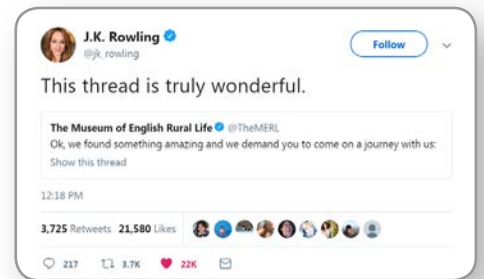 J.K. Rowling
@jk_rowling
Follow
This thread is truly wonderful.
The Museum of English Rural Life @TheMERL
Ok, we found something amazing and we demand you to come on a journey with us:
Show this thread
12:18 PM
3,725 Retweets 21,580 Likes
217 3.7K 22K